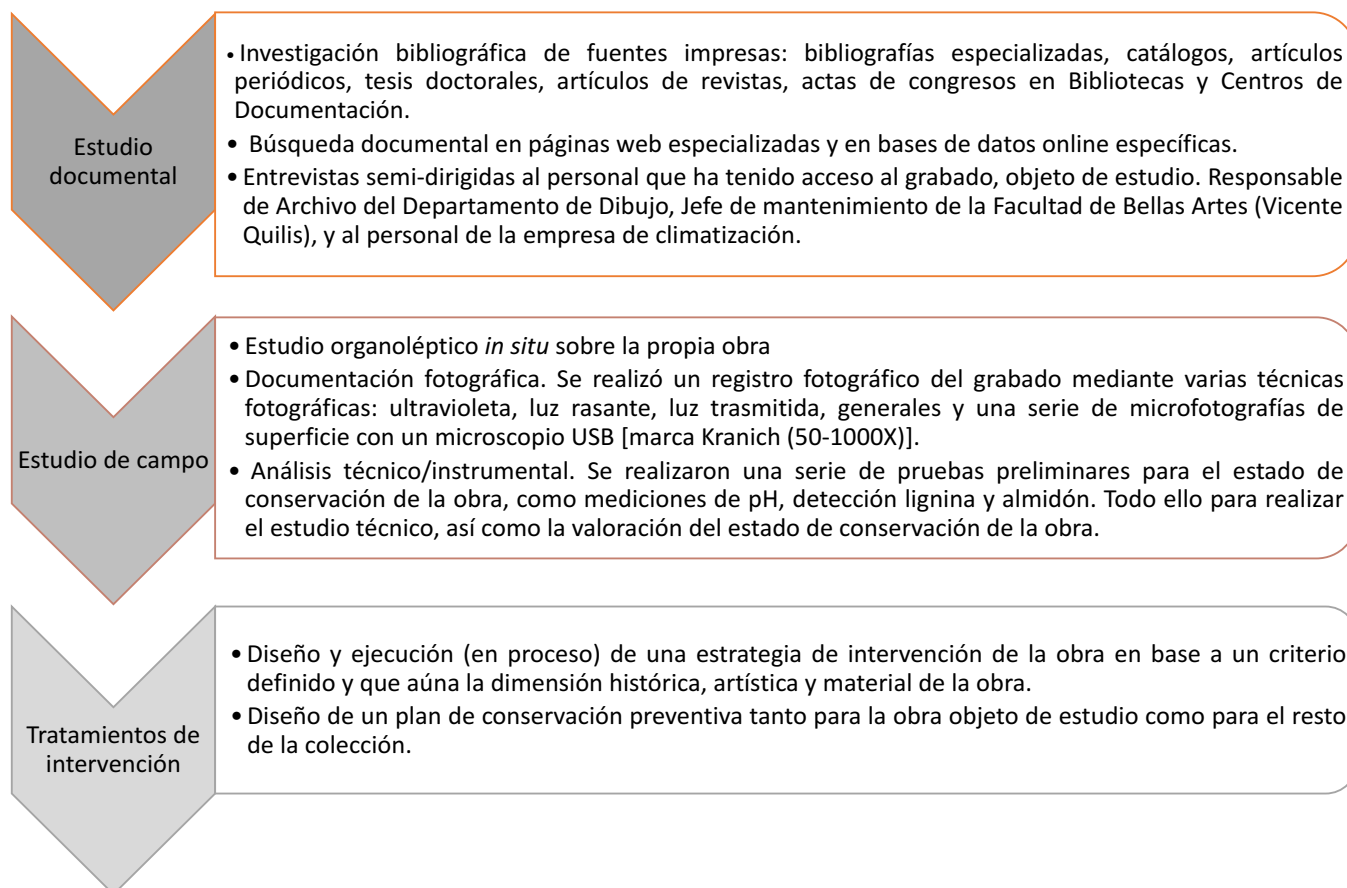 Estudio
documental
• Investigación bibliográfica de fuentes impresas: bibliografías especializadas, catálogos, artículos
periódicos, tesis doctorales, artículos de revistas, actas de congresos en Bibliotecas y Centros de
Documentación.
• Búsqueda documental en páginas web especializadas y en bases de datos online específicas.
• Entrevistas semi-dirigidas al personal que ha tenido acceso al grabado, objeto de estudio. Responsable
de Archivo del Departamento de Dibujo, Jefe de mantenimiento de la Facultad de Bellas Artes (Vicente
Quilis), y al personal de la empresa de climatización.
Estudio de campo
• Estudio organoléptico in situ sobre la propia obra
• Documentación fotográfica. Se realizó un registro fotográfico del grabado mediante varias técnicas
fotográficas: ultravioleta, luz rasante, luz trasmitida, generales y una serie de microfotografías de
superficie con un microscopio USB [marca Kranich (50-1000X)].
• Análisis técnico/instrumental. Se realizaron una serie de pruebas preliminares para el estado de
conservación de la obra, como mediciones de pH, detección lignina y almidón. Todo ello para realizar
el estudio técnico, así como la valoración del estado de conservación de la obra.
Tratamientos de
intervención
• Diseño y ejecución (en proceso) de una estrategia de intervención de la obra en base a un criterio
definido y que aúna la dimensión histórica, artística y material de la obra.
• Diseño de un plan de conservación preventiva tanto para la obra objeto de estudio como para el resto
de la colección.